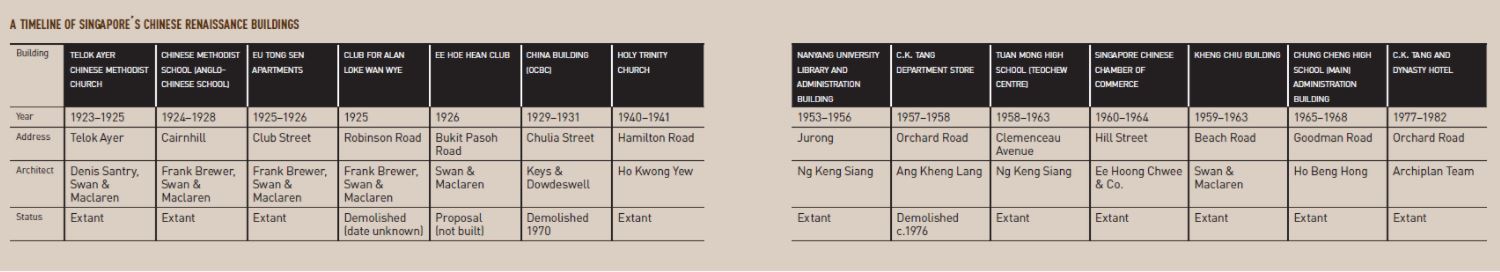 A TIMELINE OF SINGAPORE'S CHINESE RENAISSANCE BUILDINGS
Building
TELOK AYER
CHINESE METHODIST
CHURCH
CHINESE METHODIST
SCHOOL (ANGLO-
CHINESE SCHOOL)
EU TONG SEN
APARTMENTS
CLUB FOR ALAN
LOKE WAN WYE
EE HOE HEAN CLUB
CHINA BUILDING
(OCBC)
HOLY TRINITY
CHURCH
NANYANG UNIVERSITY
LIBRARY AND
ADMINISTRATION
BUILDING
C.K. TANG
DEPARTMENT STORE
TUAN MONG HIGH
SCHOOL (TEOCHEW
CENTRE)
SINGAPORE CHINESE
CHAMBER OF
COMMERCE
KHENG CHIU BUILDING
CHUNG CHENG HIGH
SCHOOL (MAIN)
ADMINISTRATION
BUILDING
C.K. TANG AND
DYNASTY HOTEL
Year
1923–1925
1924–1928
1925–1926
1925
1926
1929–1931
1940–1941
1953–1956
1957–1958
1958–1963
1960–1964
1959–1963
1965–1968
1977–1982
Address
Telok Ayer
Cairnhill
Club Street
Robinson Road
Bukit Pasoh
Road
Chulia Street
Hamilton Road
Jurong
Orchard Road
Clemenceau
Avenue
Hill Street
Beach Road
Goodman Road
Orchard Road
Architect
Denis Santry,
Swan &
Maclaren
Frank Brewer,
Swan &
Maclaren
Frank Brewer,
Swan &
Maclaren
Frank Brewer,
Swan &
Maclaren
Swan &
Maclaren
Keys &
Dowdeswell
Ho Kwong Yew
Ng Keng Siang
Ang Kheng Lang
Ng Keng Siang
Ee Hoong Chwee
& Co.
Swan &
Maclaren
Ho Beng Hong
Archiplan Team
Status
Extant
Extant
Extant
Demolished
(date unknown)
Proposal
(not built)
Demolished
1970
Extant
Extant
Demolished
c.1976
Extant
Extant
Extant
Extant
Extant